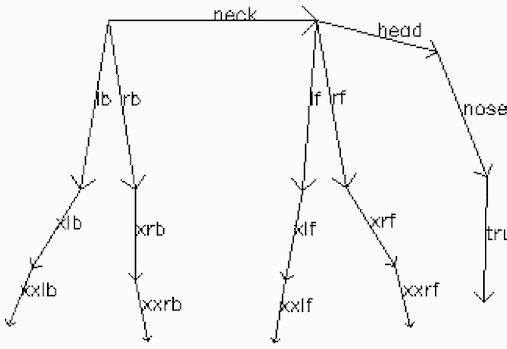 neck
head
lb rb lf rf
nose
xlb xrb xlf xrf
tru
xxlb xxrb xxlf xxrf